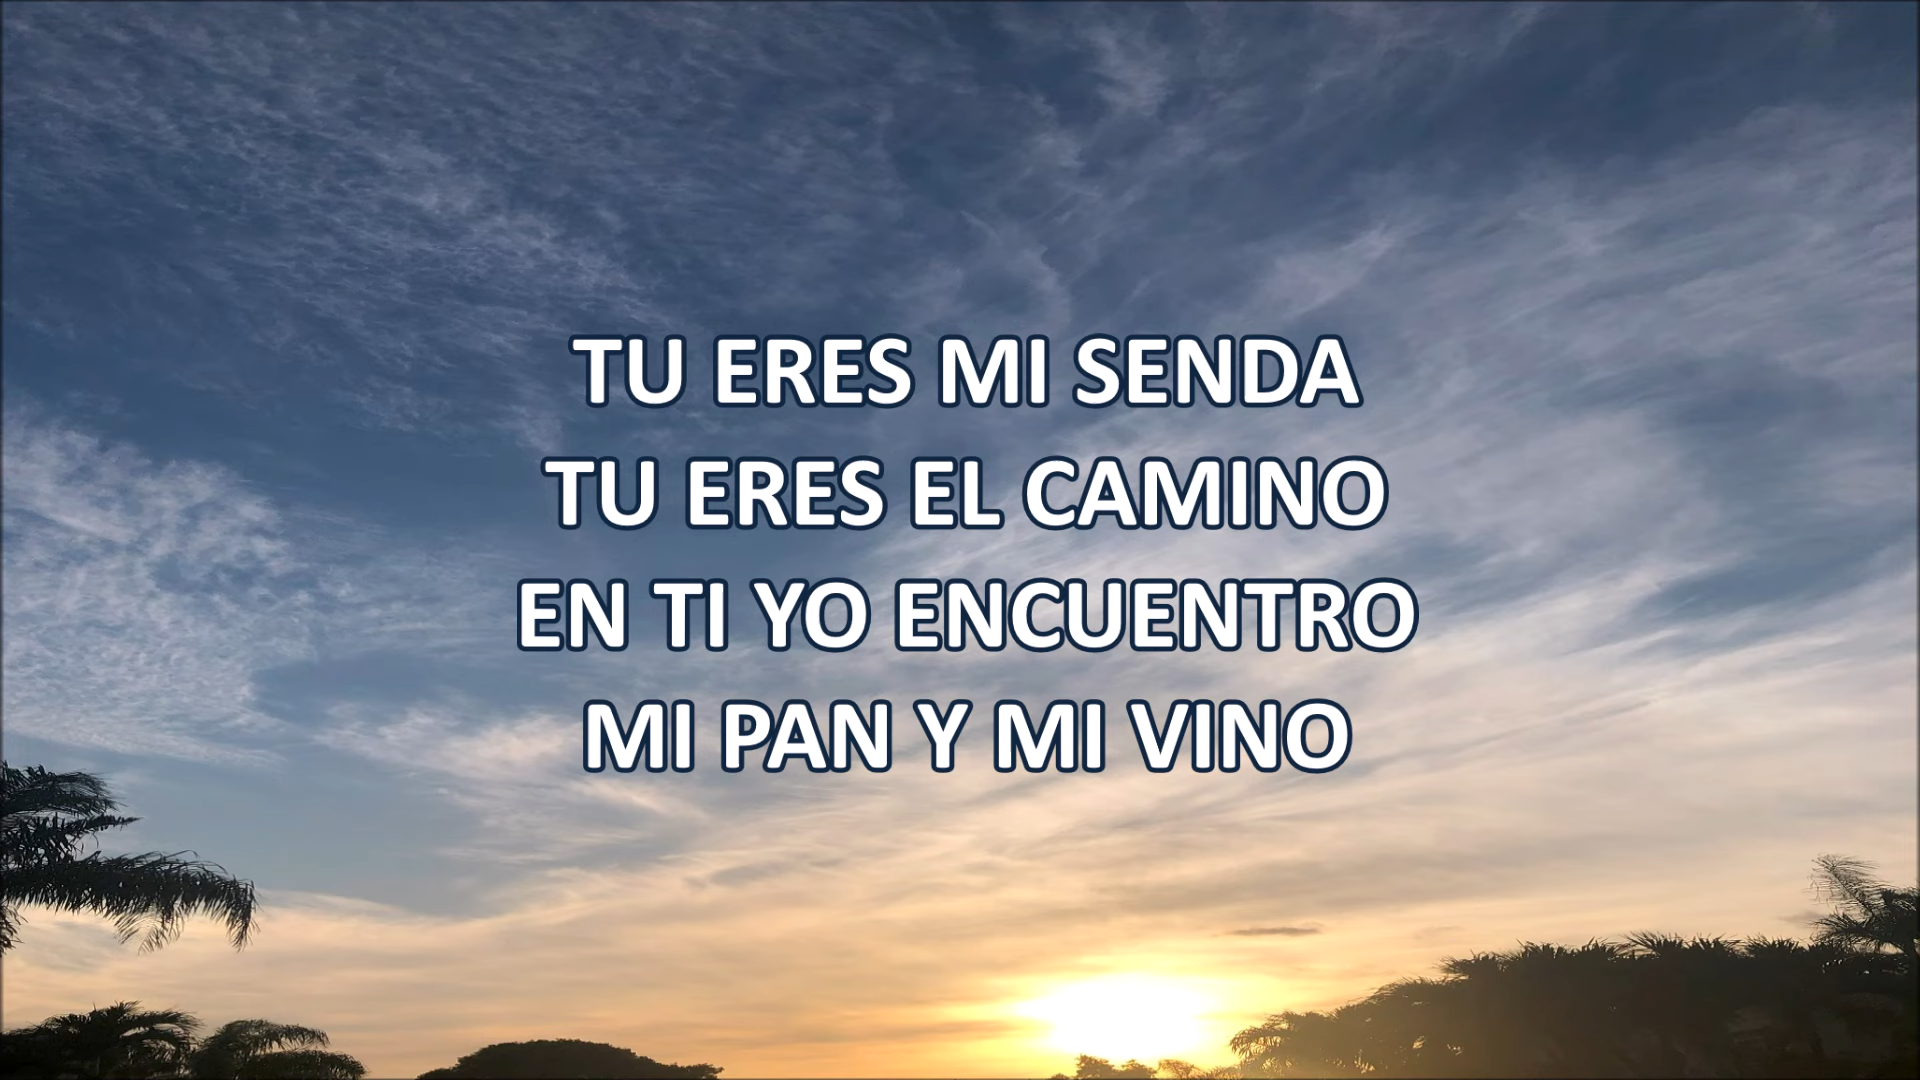 TU ERES MI SENDA
TU ERES EL CAMINO
EN TI YO ENCUENTRO
MI PAN Y MI VINO